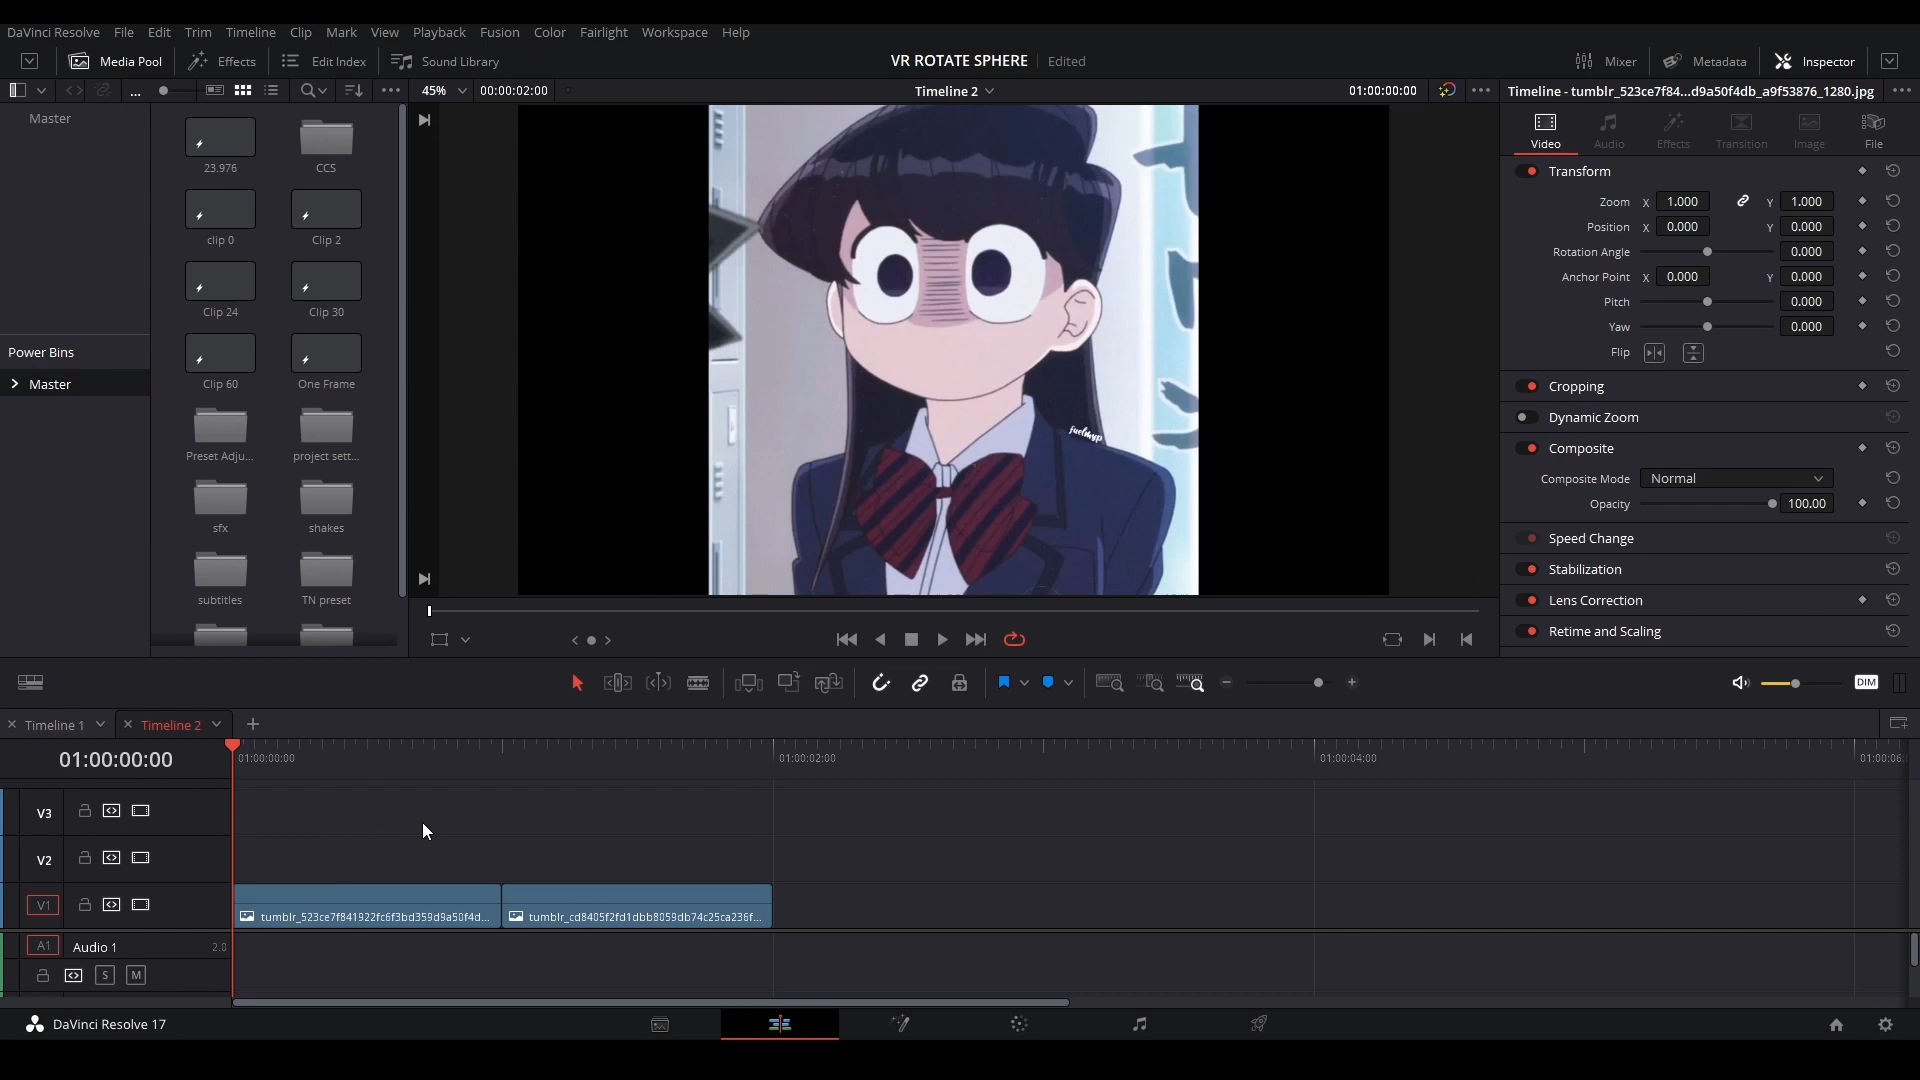 DaVinci Resolve File Edit Trim Timeline Clip Mark View Playback Fusion Color Fairlight Workspace Help
Media Pool Effects Edit Index Sound Library VR ROTATE SPHERE Edited Mixer Metadata Inspector
... 45% 00:00:02:00 Timeline 2 01:00:00:00 Timeline - tumblr_523ce7f84...d9a50f4db_a9f53876_1280.jpg
Master
Power Bins
Master
23.976 CCS
clip 0 Clip 2
Clip 24 Clip 30
Clip 60 One Frame
Preset Adju... project sett...
sfx shakes
subtitles TN preset
fuelhyp
Video Audio Effects Transition Image File
Transform
Zoom X 1.000 Y 1.000
Position X 0.000 Y 0.000
Rotation Angle 0.000
Anchor Point X 0.000 Y 0.000
Pitch 0.000
Yaw 0.000
Flip
Cropping
Dynamic Zoom
Composite
Composite Mode Normal
Opacity 100.00
Speed Change
Stabilization
Lens Correction
Retime and Scaling
DIM
Timeline 1 Timeline 2
01:00:00:00 01:00:00:00 01:00:02:00 01:00:04:00 01:00:06:
V3
V2
V1 tumblr_523ce7f841922fc6f3bd359d9a50f4d... tumblr_cd8405f2fd1dbb8059db74c25ca236f...
A1 Audio 1 2.0
S M
DaVinci Resolve 17